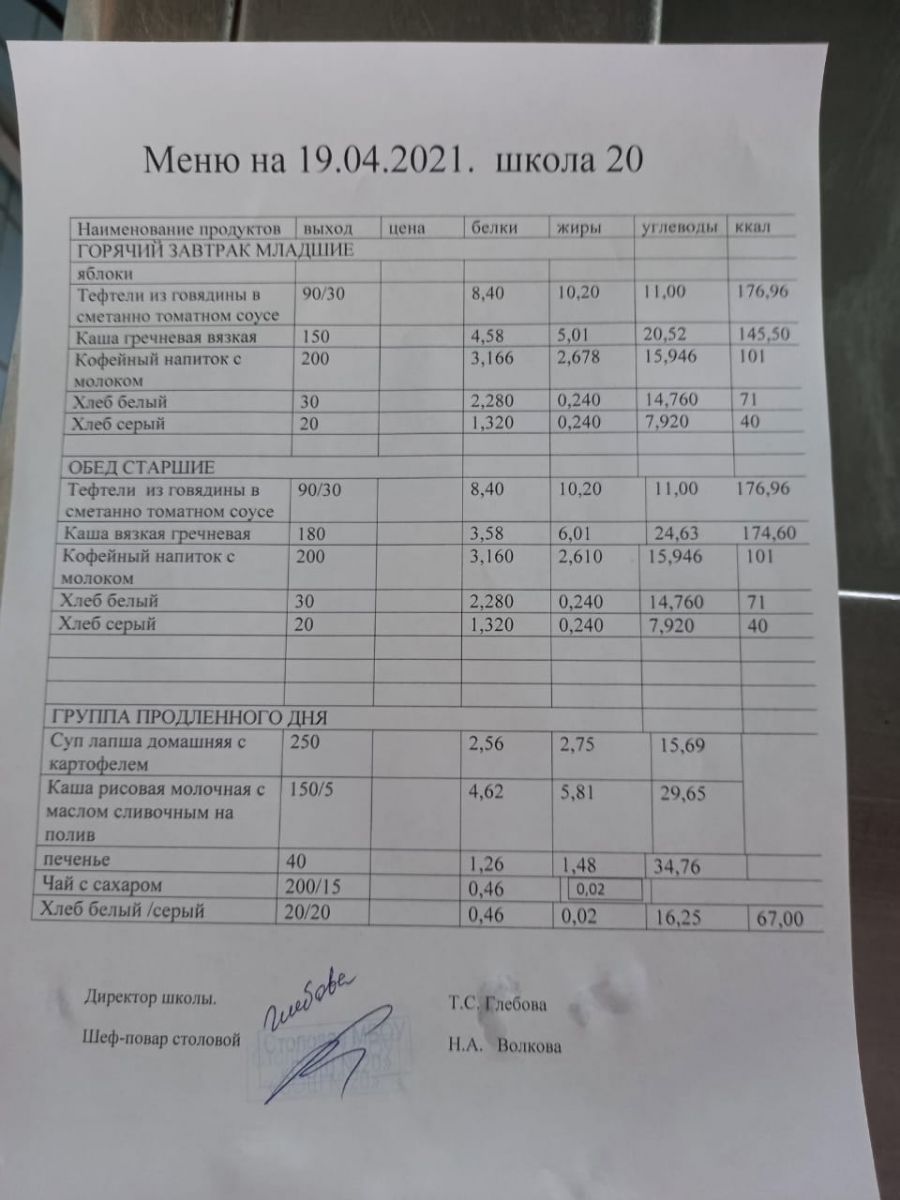 Меню на 19.04.2021. школа 20
Наименование продуктов выход цена белки жиры углеводы ккал
ГОРЯЧИЙ ЗАВТРАК МЛАДШИЕ
яблоки
Тефтели из говядины в 90/30 8,40 10,20 11,00 176,96
сметанно томатном соусе
Каша гречневая вязкая 150 4,58 5,01 20,52 145,50
Кофейный напиток с 200 3,166 2,678 15,946 101
молоком
Хлеб белый 30 2,280 0,240 14,760 71
Хлеб серый 20 1,320 0,240 7,920 40
ОБЕД СТАРШИЕ
Тефтели из говядины в 90/30 8,40 10,20 11,00 176,96
сметанно томатном соусе
Каша вязкая гречневая 180 3,58 6,01 24,63 174,60
Кофейный напиток с 200 3,160 2,610 15,946 101
молоком
Хлеб белый 30 2,280 0,240 14,760 71
Хлеб серый 20 1,320 0,240 7,920 40
ГРУППА ПРОДЛЕННОГО ДНЯ
Суп лапша домашняя с 250 2,56 2,75 15,69
картофелем
Каша рисовая молочная с 150/5 4,62 5,81 29,65
маслом сливочным на
полив
печенье 40 1,26 1,48 34,76
Чай с сахаром 200/15 0,46 0,02
Хлеб белый /серый 20/20 0,46 0,02 16,25 67,00
Директор школы. Глебова Т.С. Глебова
Шеф-повар столовой Н.А. Волкова
Столовая